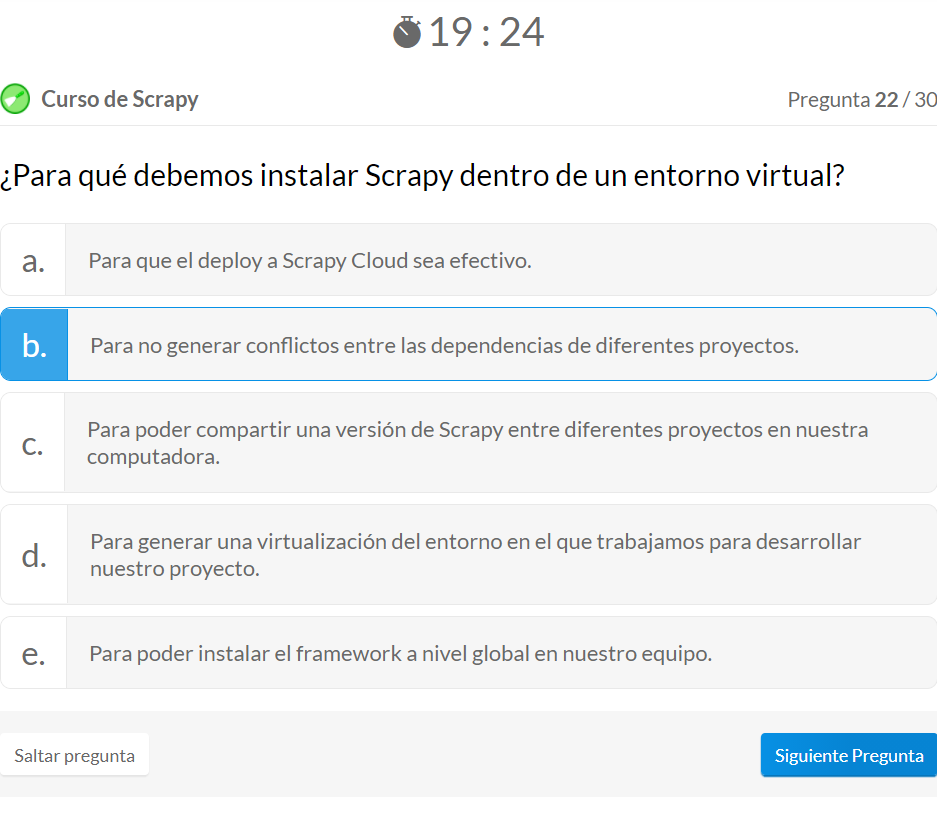 19 : 24
Curso de Scrapy
Pregunta 22 / 30
¿Para qué debemos instalar Scrapy dentro de un entorno virtual?
a.
Para que el deploy a Scrapy Cloud sea efectivo.
b.
Para no generar conflictos entre las dependencias de diferentes proyectos.
c.
Para poder compartir una versión de Scrapy entre diferentes proyectos en nuestra
computadora.
d.
Para generar una virtualización del entorno en el que trabajamos para desarrollar
nuestro proyecto.
e.
Para poder instalar el framework a nivel global en nuestro equipo.
Saltar pregunta
Siguiente Pregunta